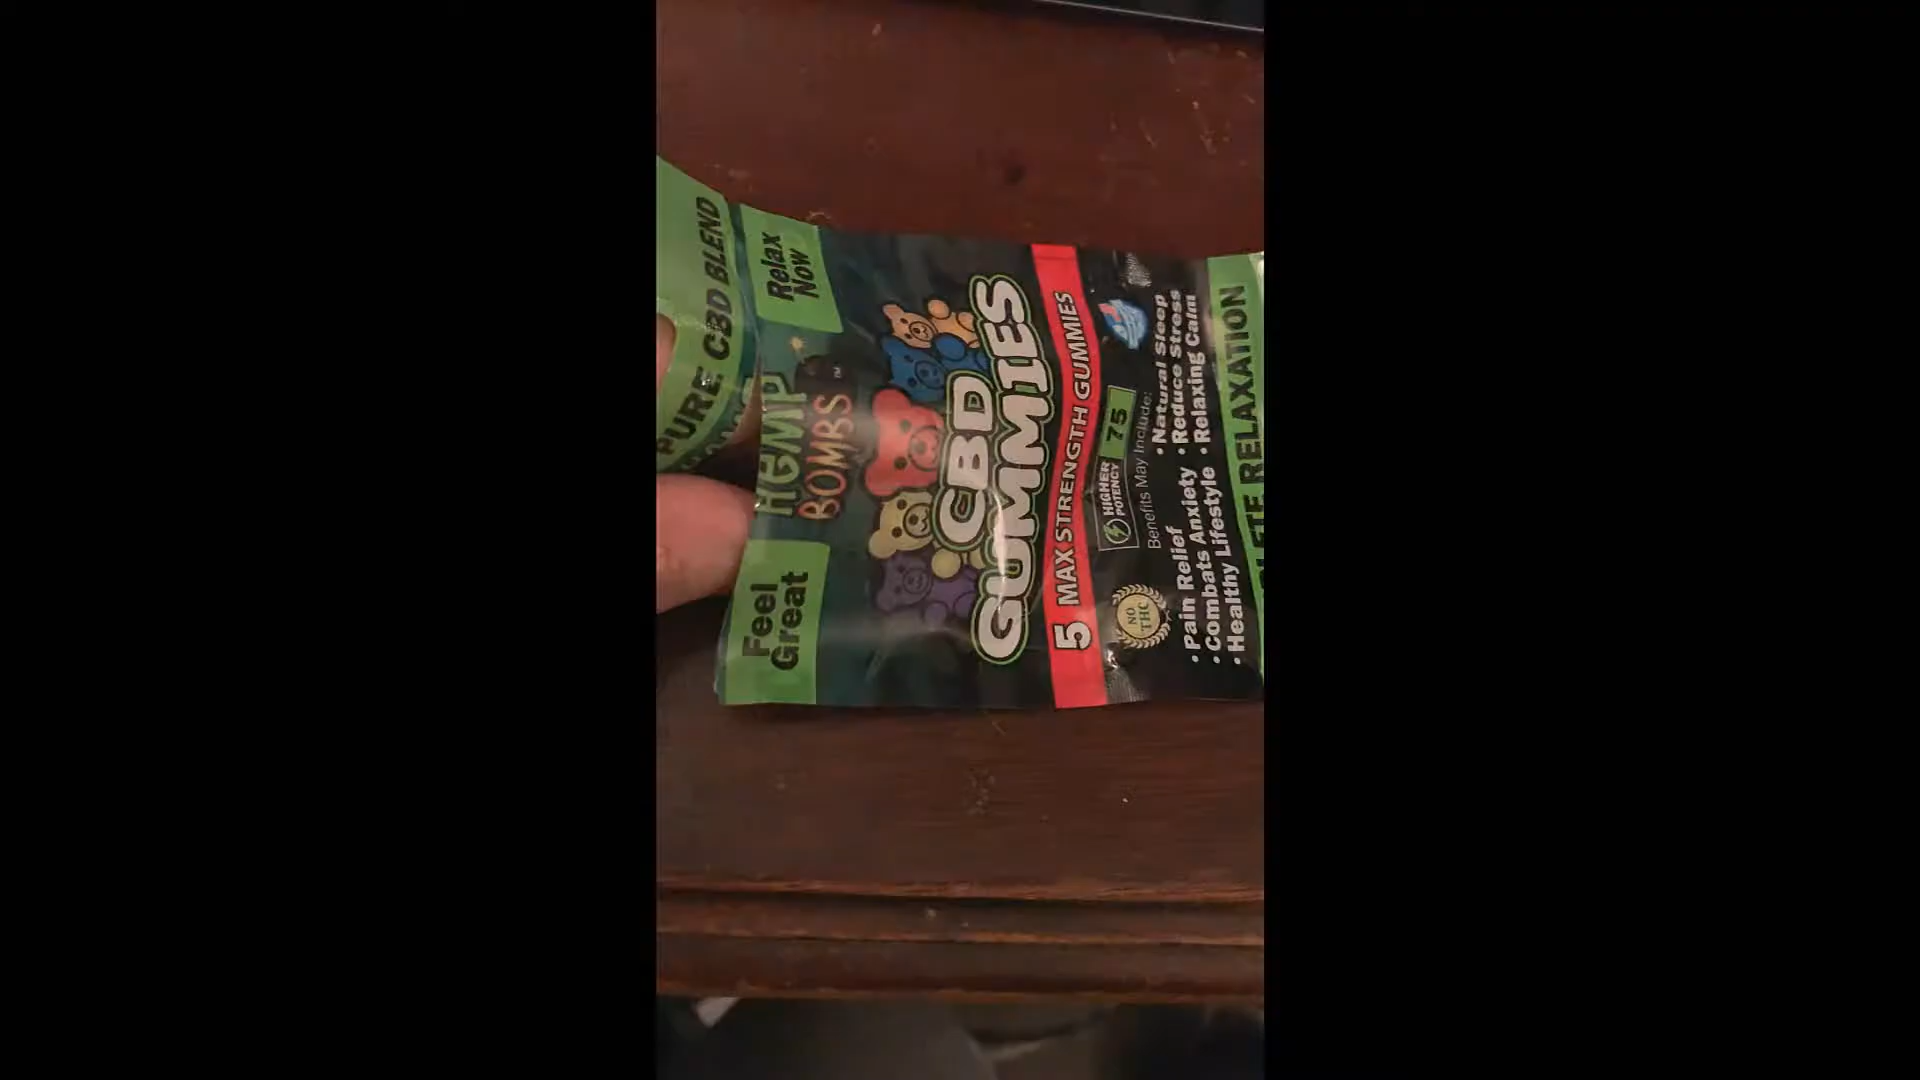 PURE CBD BLEND
Feel
Great
HEMP
BOMBS
™
Relax
Now
CBD
GUMMIES
5 MAX STRENGTH GUMMIES
NO
THC
HIGHER
POTENCY
75
Benefits May Include:
• Pain Relief
• Combats Anxiety
• Healthy Lifestyle
• Natural Sleep
• Reduce Stress
• Relaxing Calm
RELAXATION